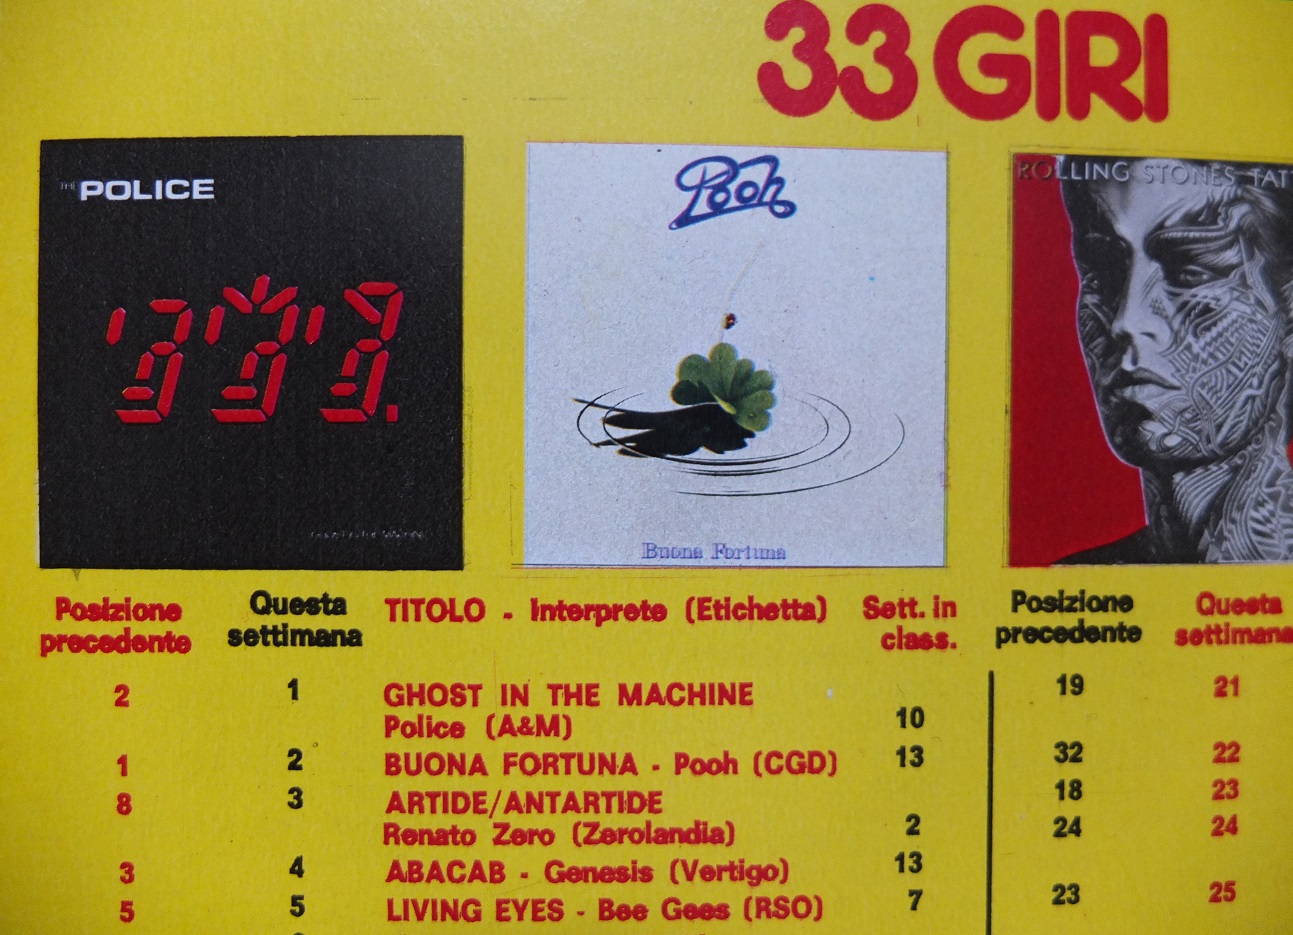 33 GIRI
THE POLICE
Pooh
ROLLING STONES TAT
Buona Fortuna
Posizione precedente
Questa settimana
TITOLO - Interprete (Etichetta)
Sett. in class.
Posizione precedente
Questa settimana
2 1 GHOST IN THE MACHINE
Police (A&M) 10
1 2 BUONA FORTUNA - Pooh (CGD) 13
8 3 ARTIDE/ANTARTIDE
Renato Zero (Zerolandia) 2
3 4 ABACAB - Genesis (Vertigo) 13
5 5 LIVING EYES - Bee Gees (RSO) 7
19 21
32 22
18 23
24 24
23 25